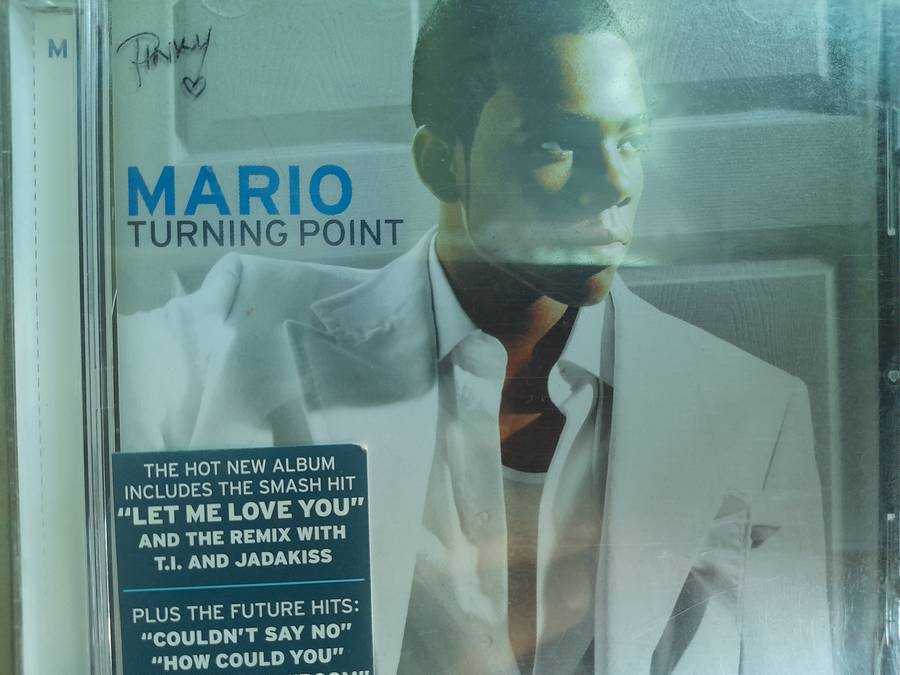 M
PINKY
MARIO
TURNING POINT
THE HOT NEW ALBUM
INCLUDES THE SMASH HIT
“LET ME LOVE YOU”
AND THE REMIX WITH
T.I. AND JADAKISS
PLUS THE FUTURE HITS:
“COULDN’T SAY NO”
“HOW COULD YOU”